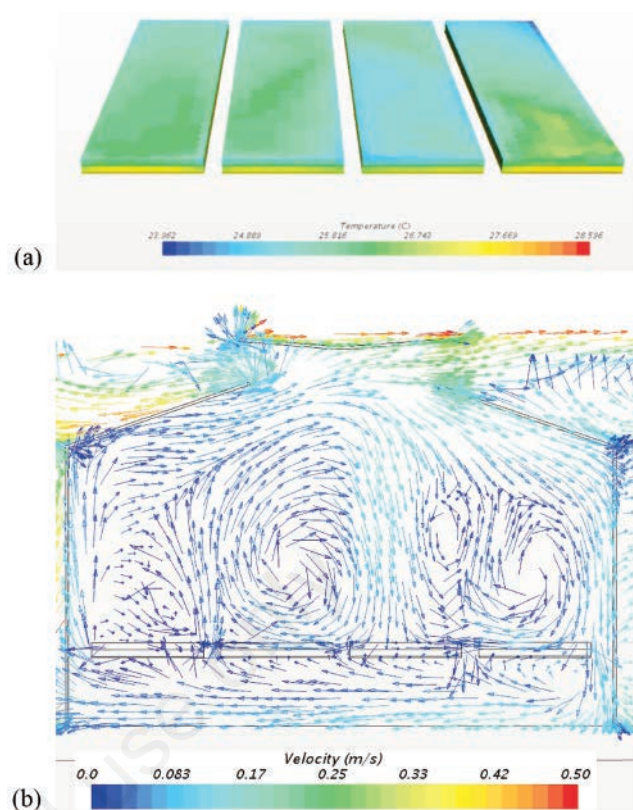 Temperature (C)
23.962 24.889 25.816 26.743 27.669 28.596
(a)
Velocity (m/s)
0.0 0.083 0.17 0.25 0.33 0.42 0.50
(b)